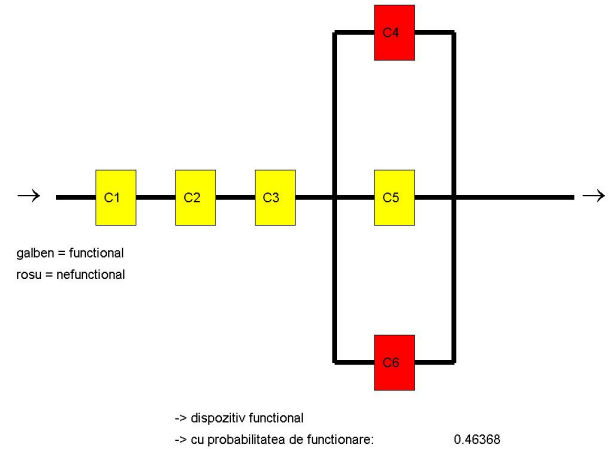 C4
→ C1 C2 C3 C5 →
galben = functional
rosu = nefunctional
C6
-> dispozitiv functional
-> cu probabilitatea de functionare: 0.46368